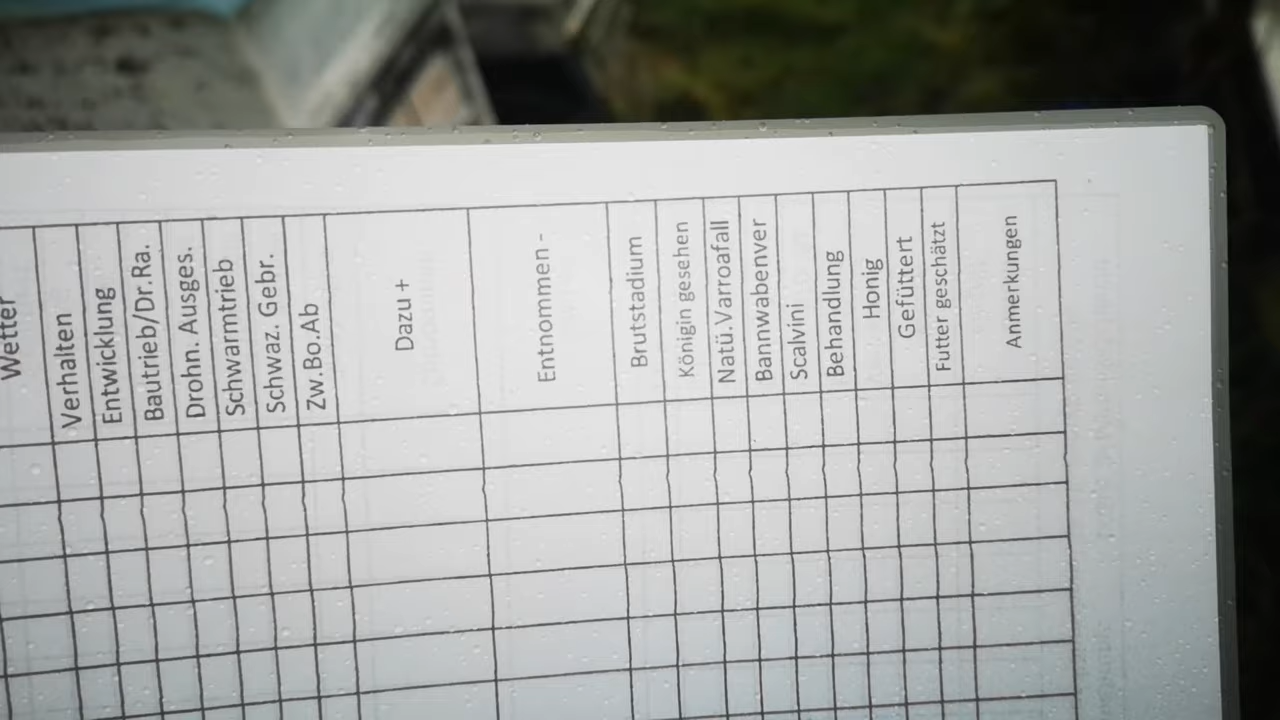 Wetter
Verhalten
Entwicklung
Bautrieb/Dr.Ra.
Drohn. Ausges.
Schwarmtrieb
Schwaz. Gebr.
Zw.Bo.Ab
Dazu +
Entnommen -
Brutstadium
Königin gesehen
Natü.Varroafall
Bannwabenver
Scalvini
Behandlung
Honig
Gefüttert
Futter geschätzt
Anmerkungen